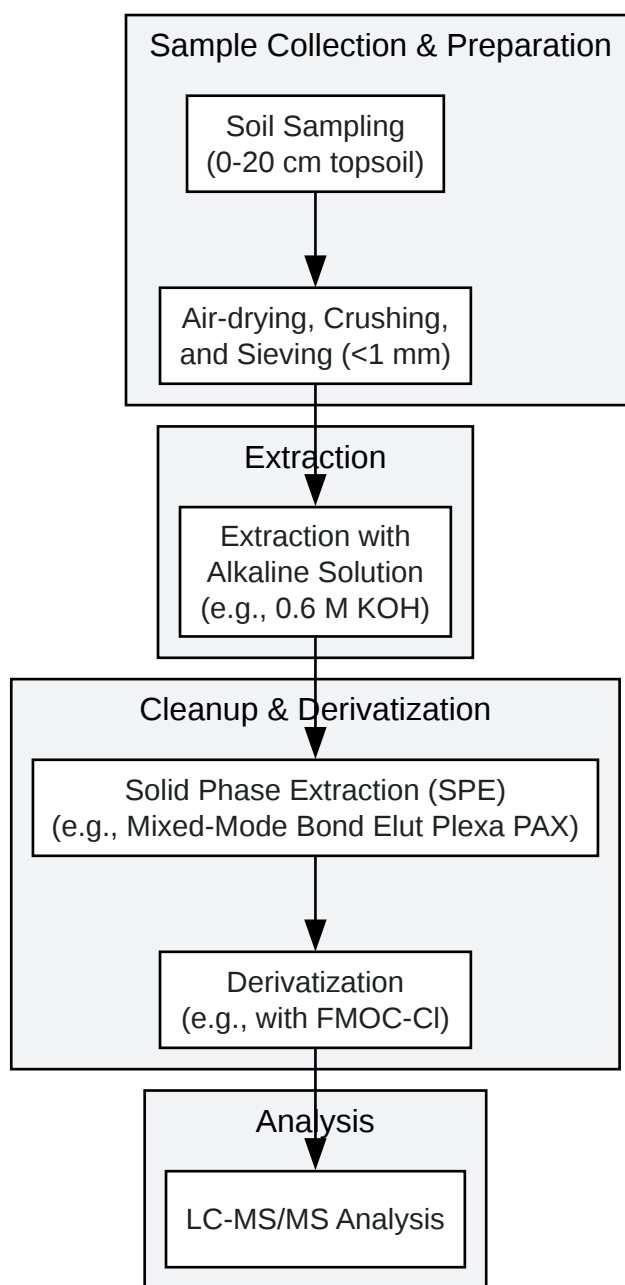 Sample Collection & Preparation
Soil Sampling
(0-20 cm topsoil)
Air-drying, Crushing,
and Sieving (<1 mm)
Extraction
Extraction with
Alkaline Solution
(e.g., 0.6 M KOH)
Cleanup & Derivatization
Solid Phase Extraction (SPE)
(e.g., Mixed-Mode Bond Elut Plexa PAX)
Derivatization
(e.g., with FMOC-Cl)
Analysis
LC-MS/MS Analysis